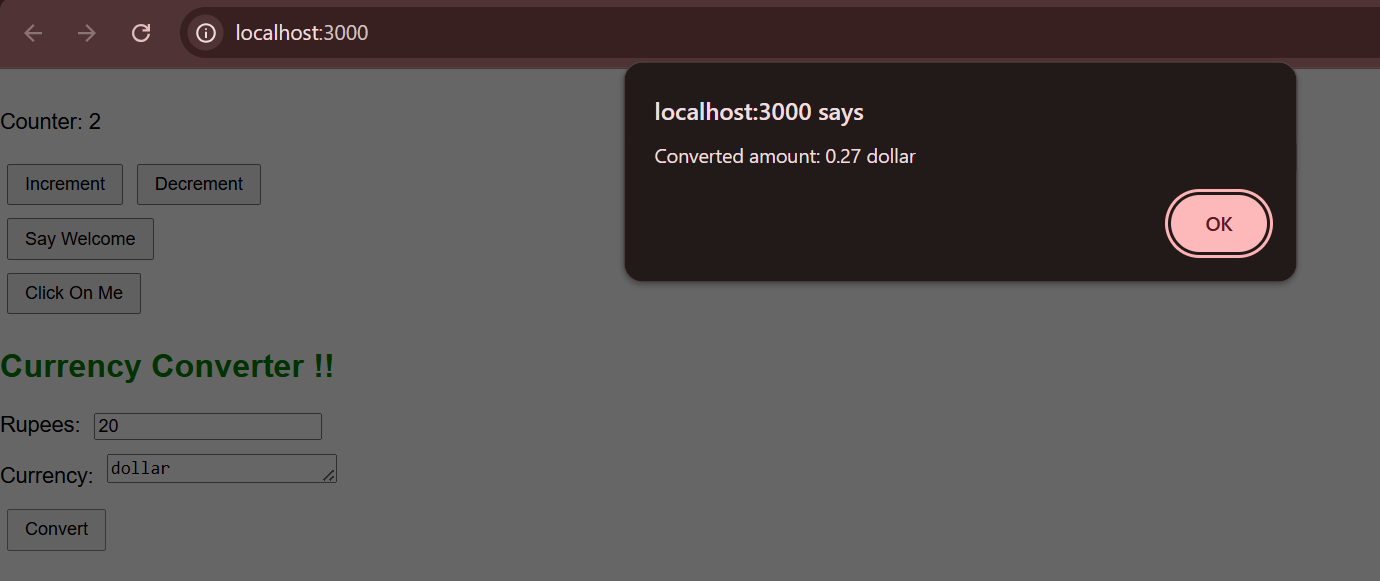 localhost:3000
localhost:3000 says
Converted amount: 0.27 dollar
OK
Counter: 2
Increment Decrement
Say Welcome
Click On Me
Currency Converter !!
Rupees: 20
Currency: dollar
Convert